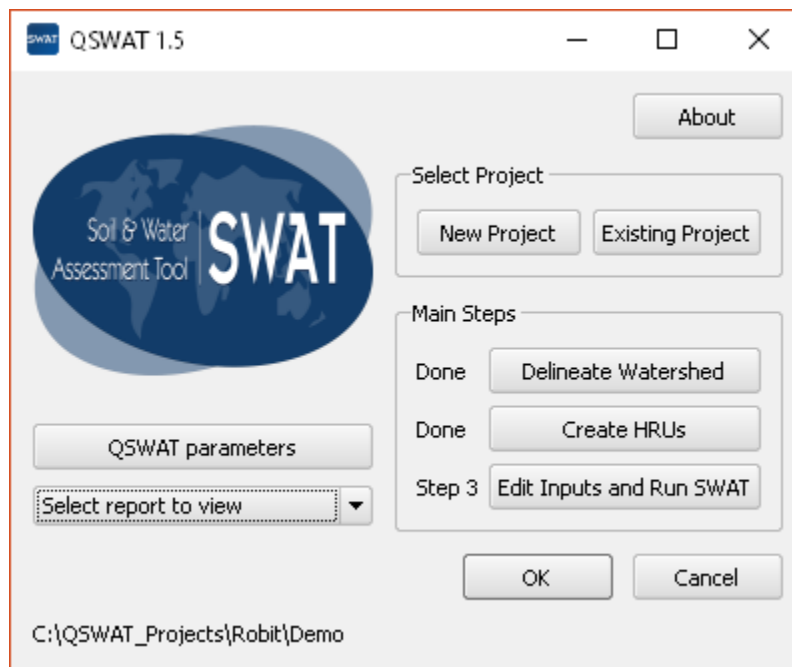 SWAT QSWAT 1.5
About
Soil & Water
Assessment Tool
SWAT
Select Project
New Project
Existing Project
Main Steps
Done Delineate Watershed
Done Create HRUs
Step 3 Edit Inputs and Run SWAT
QSWAT parameters
Select report to view
OK
Cancel
C:\QSWAT_Projects\Robit\Demo